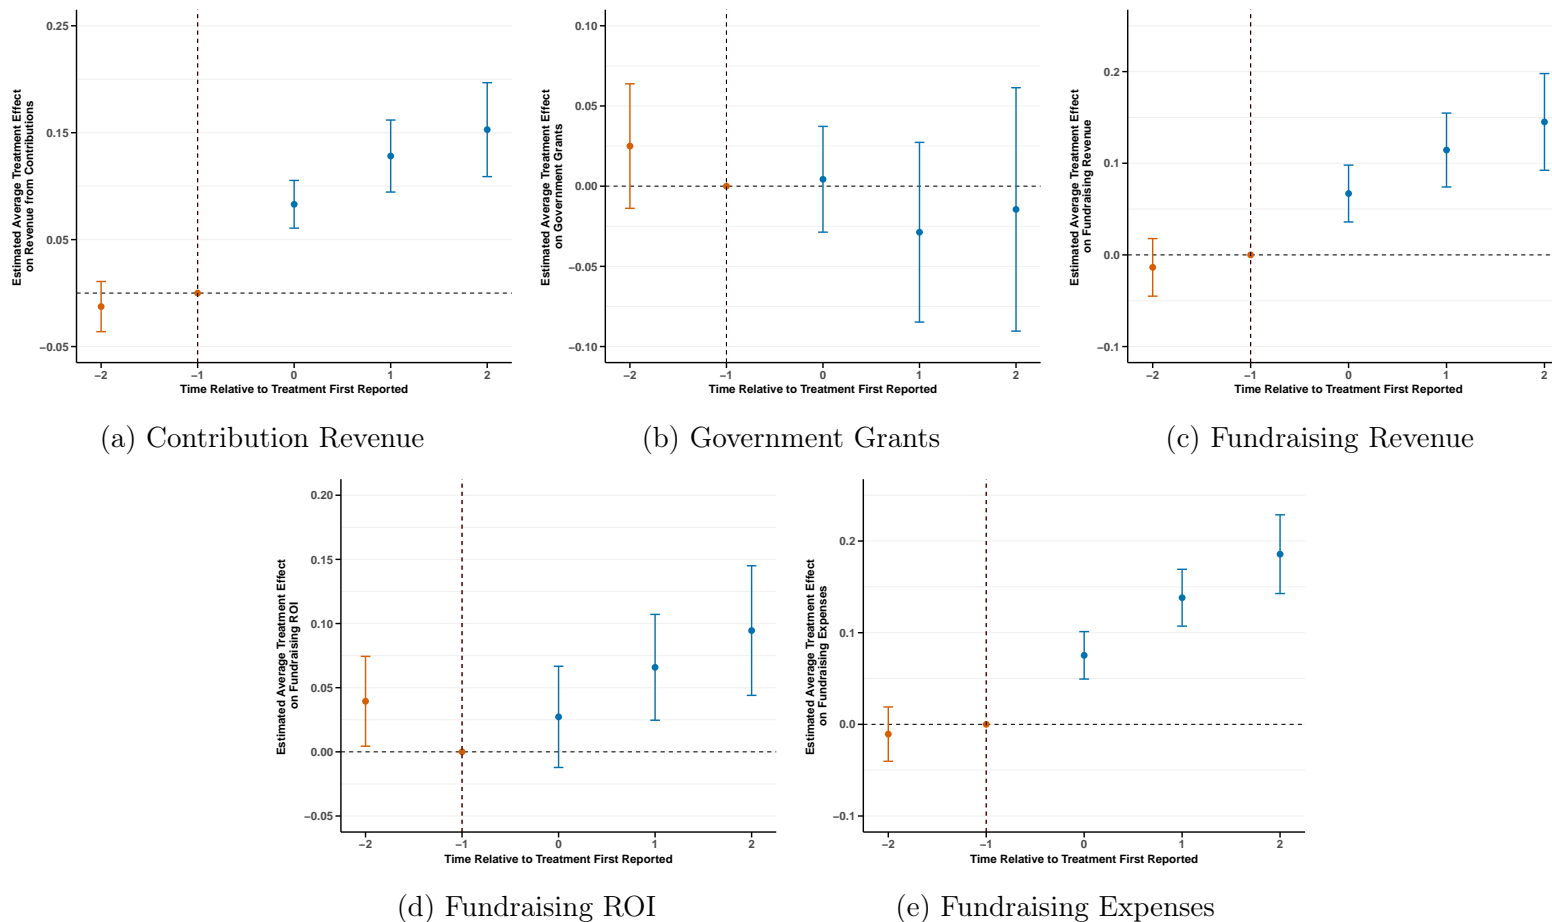 Estimated Average Treatment Effect
on Revenue from Contributions
0.25
0.15
0.05
−0.05
−2
−1
0
1
2
Time Relative to Treatment First Reported
(a) Contribution Revenue
Estimated Average Treatment Effect
on Government Grants
0.10
0.05
0.00
−0.05
−0.10
−2
−1
0
1
2
Time Relative to Treatment First Reported
(b) Government Grants
Estimated Average Treatment Effect
on Fundraising Revenue
0.2
0.1
0.0
−0.1
−2
−1
0
1
2
Time Relative to Treatment First Reported
(c) Fundraising Revenue
Estimated Average Treatment Effect
on Fundraising ROI
0.20
0.15
0.10
0.05
0.00
−0.05
−2
−1
0
1
2
Time Relative to Treatment First Reported
(d) Fundraising ROI
Estimated Average Treatment Effect
on Fundraising Expenses
0.2
0.1
0.0
−0.1
−2
−1
0
1
2
Time Relative to Treatment First Reported
(e) Fundraising Expenses